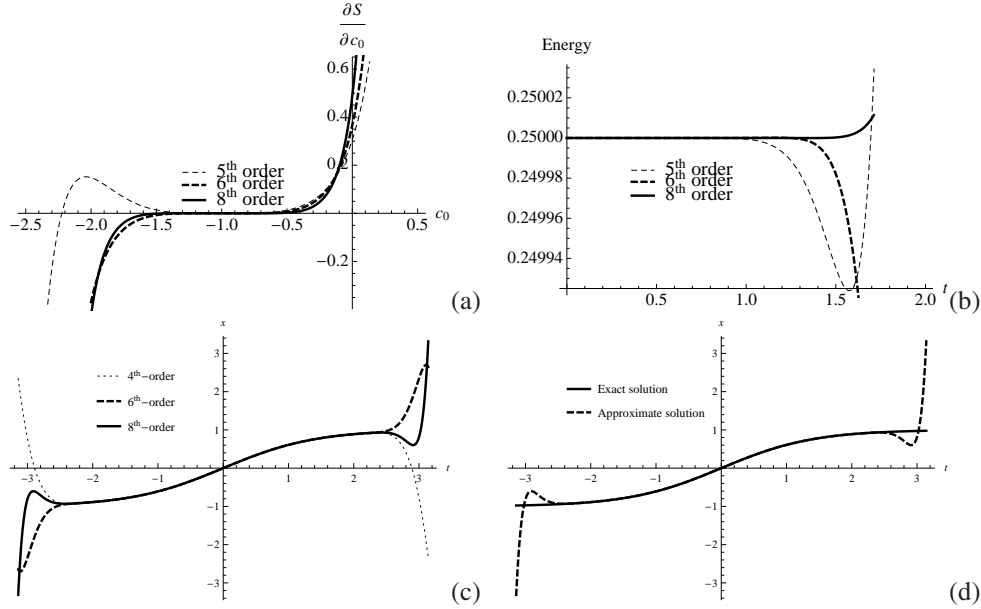 ∂S
∂c₀
0.6
0.4
0.2
5th order
6th order
8th order
−2.5 −2.0 −1.5 −1.0 −0.5 0.5 c₀
−0.2
(a)
Energy
0.25002
0.25000
0.24998
0.24996
0.24994
5th order
6th order
8th order
0.5 1.0 1.5 2.0 t
(b)
x
3
2
1
4th−order
6th−order
8th−order
−3 −2 −1 1 2 3 t
−1
−2
−3
(c)
x
3
2
1
Exact solution
Approximate solution
−3 −2 −1 1 2 3 t
−1
−2
−3
(d)